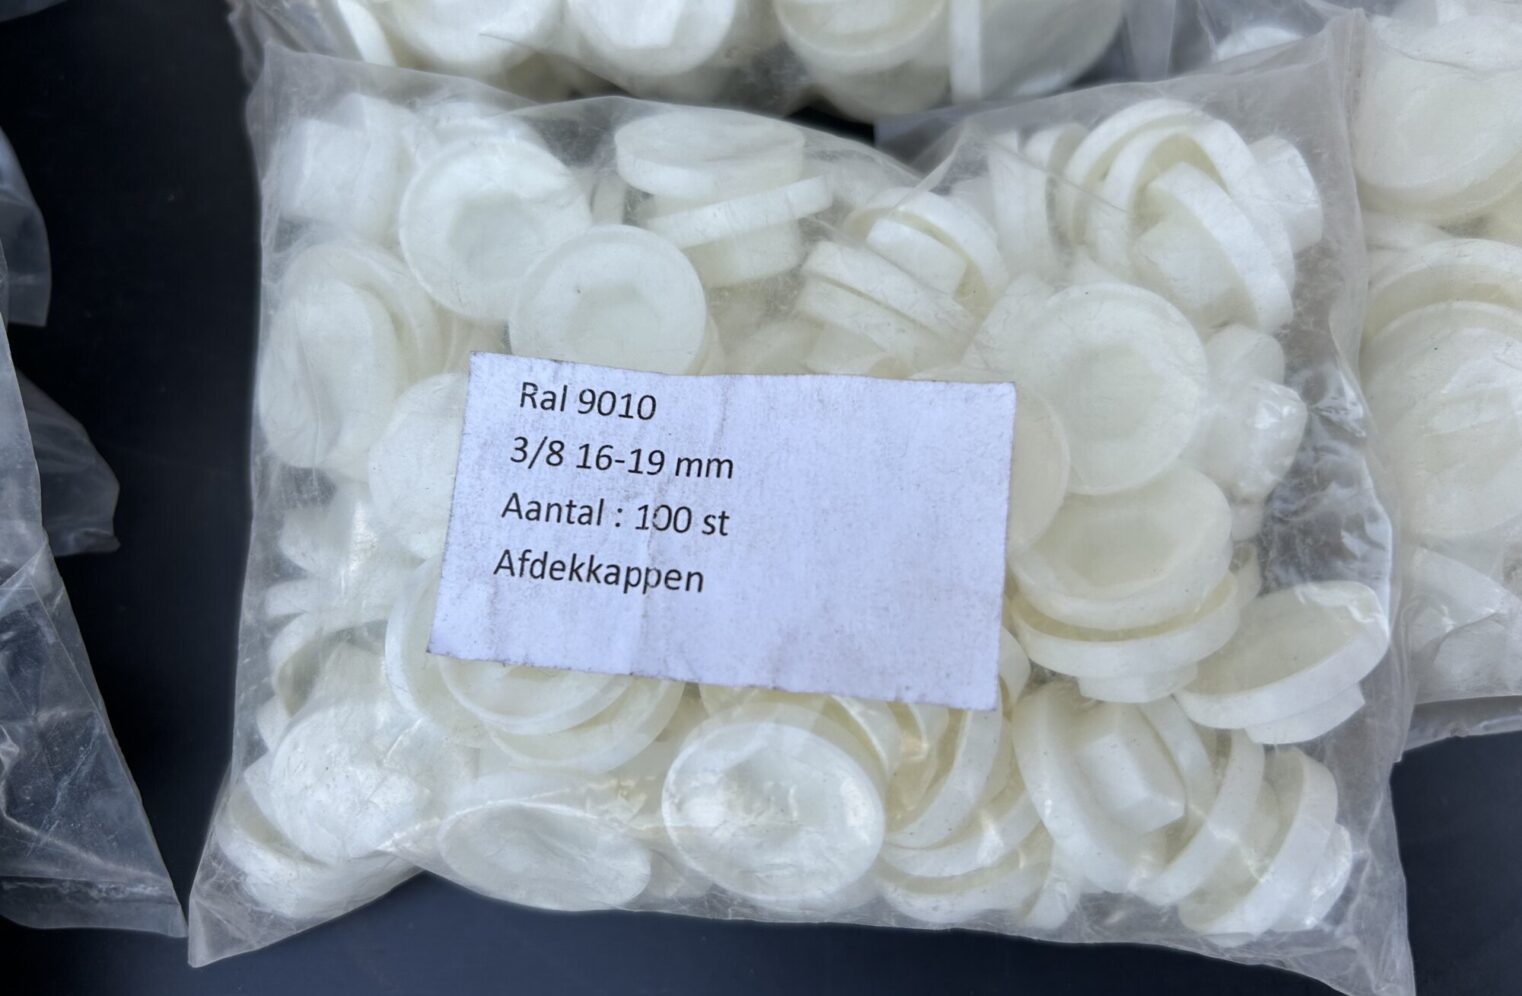 Ral 9010
3/8 16-19 mm
Aantal : 100 st
Afdekkappen